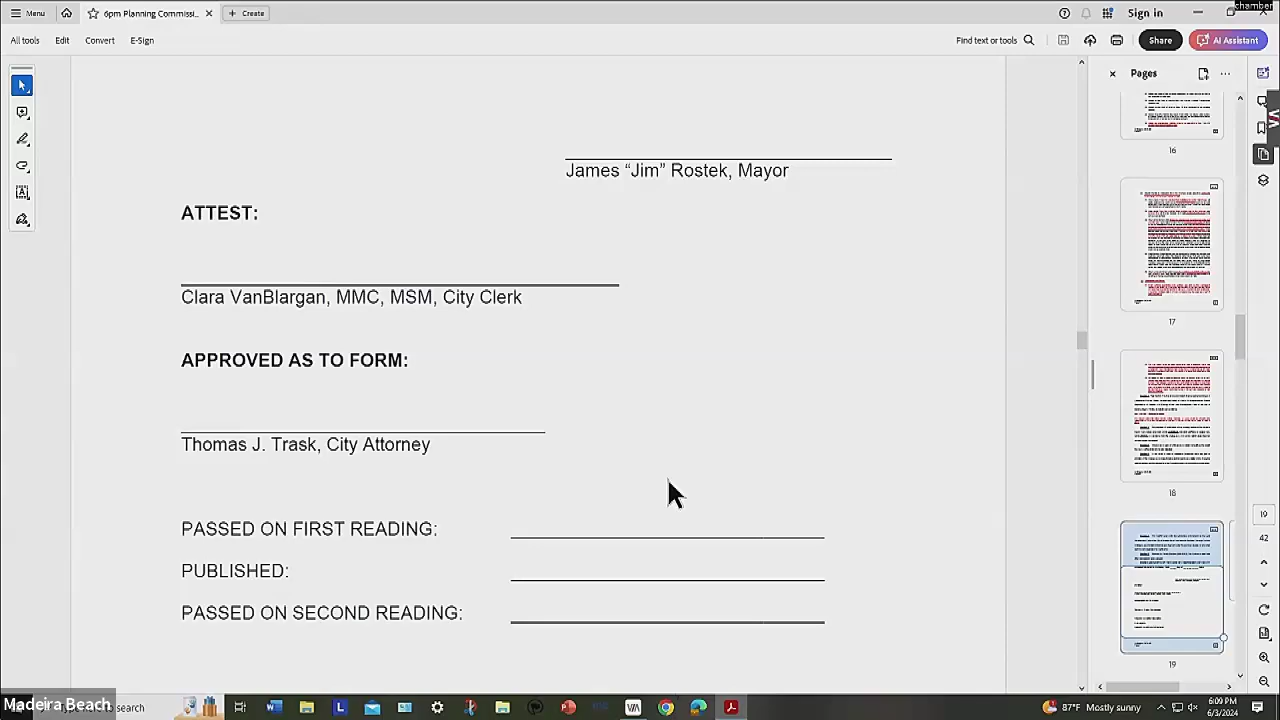 chamber
Menu
6pm Planning Commissi...
Create
Sign in
All tools
Edit
Convert
E-Sign
Find text or tools
Share
AI Assistant
Pages
James “Jim” Rostek, Mayor
ATTEST:
Clara VanBlargan, MMC, MSM, City Clerk
APPROVED AS TO FORM:
Thomas J. Trask, City Attorney
PASSED ON FIRST READING:
PUBLISHED:
PASSED ON SECOND READING:
16
17
18
19
19
42
Madeira Beach
to search
87°F Mostly sunny
6:09 PM
6/3/2024